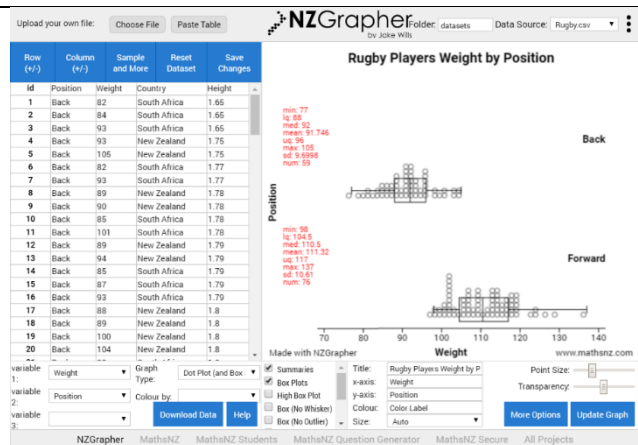 Upload your own file: Choose File Paste Table
NZGrapher
by Jake Wills
Folder: datasets Data Source: Rugby.csv
Row (+/-) Column (+/-) Sample and More Reset Dataset Save Changes
id Position Weight Country Height
1 Back 82 South Africa 1.65
2 Back 84 South Africa 1.65
3 Back 93 South Africa 1.65
4 Back 93 New Zealand 1.75
5 Back 105 New Zealand 1.75
6 Back 82 South Africa 1.77
7 Back 93 South Africa 1.77
8 Back 89 New Zealand 1.78
9 Back 90 New Zealand 1.78
10 Back 85 South Africa 1.78
11 Back 101 South Africa 1.78
12 Back 89 New Zealand 1.79
13 Back 94 New Zealand 1.79
14 Back 85 South Africa 1.79
15 Back 87 South Africa 1.79
16 Back 93 South Africa 1.79
17 Back 88 New Zealand 1.8
18 Back 89 New Zealand 1.8
19 Back 100 New Zealand 1.8
20 Back 104 New Zealand 1.8
Rugby Players Weight by Position
min: 77
lq: 88
med: 92
mean: 91.746
uq: 96
max: 105
sd: 9.6998
num: 59
Back
Position
min: 98
lq: 104.5
med: 110.5
mean: 111.32
uq: 117
max: 137
sd: 10.61
num: 76
Forward
70 80 90 100 110 120 130 140
Made with NZGrapher Weight www.mathsnz.com
variable 1: Weight Graph Type: Dot Plot (and Box
variable 2: Position Colour by:
variable 3: Download Data Help
Summaries
Box Plots
High Box Plot
Box (No Whisker)
Box (No Outlier)
Title: Rugby Players Weight by P
x-axis: Weight
y-axis: Position
Colour: Color Label
Size: Auto
Point Size:
Transparency:
More Options Update Graph
NZGrapher MathsNZ MathsNZ Students MathsNZ Question Generator MathsNZ Secure All Projects